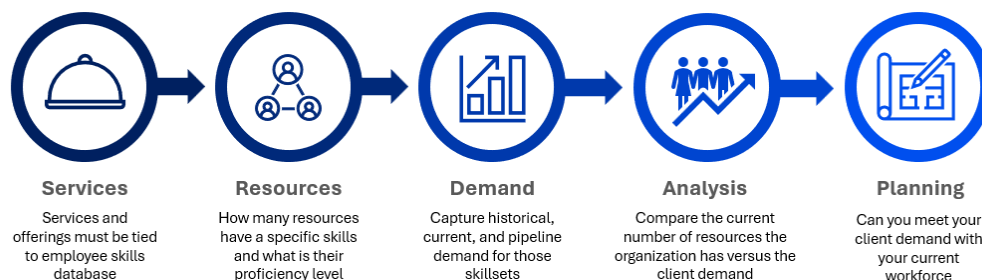 Services
Services and
offerings must be tied
to employee skills
database
Resources
How many resources
have a specific skills
and what is their
proficiency level
Demand
Capture historical,
current, and pipeline
demand for those
skillsets
Analysis
Compare the current
number of resources the
organization has versus the
client demand
Planning
Can you meet your
client demand with
your current
workforce